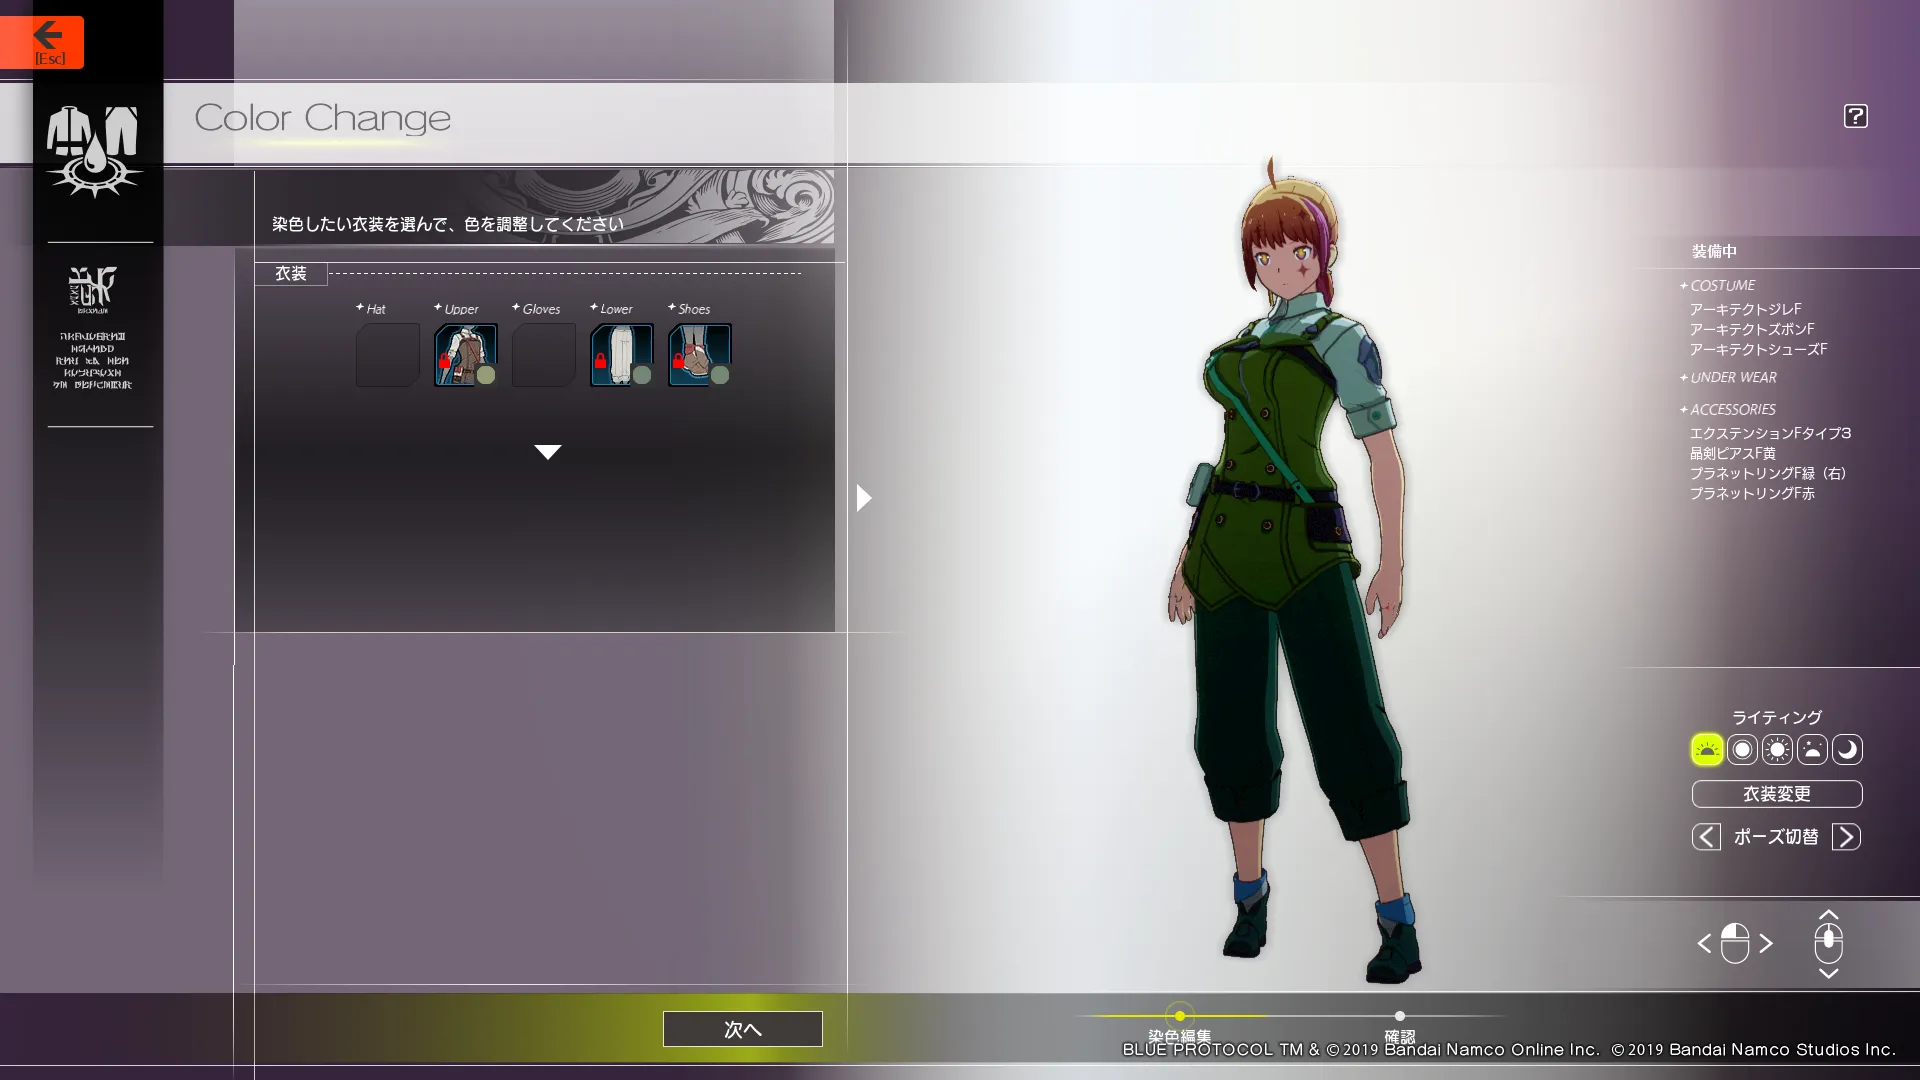 [Esc]
Color Change
?
染色したい衣装を選んで、色を調整してください
衣装
Hat
Upper
Gloves
Lower
Shoes
装備中
COSTUME
アーキテクトジレF
アーキテクトズボンF
アーキテクトシューズF
UNDER WEAR
ACCESSORIES
エクステンションFタイプ3
晶剣ピアスF黄
プラネットリングF緑（右）
プラネットリングF赤
ライティング
衣装変更
ポーズ切替
次へ
染色編集
確認
BLUE PROTOCOL TM & ©2019 Bandai Namco Online Inc. ©2019 Bandai Namco Studios Inc.